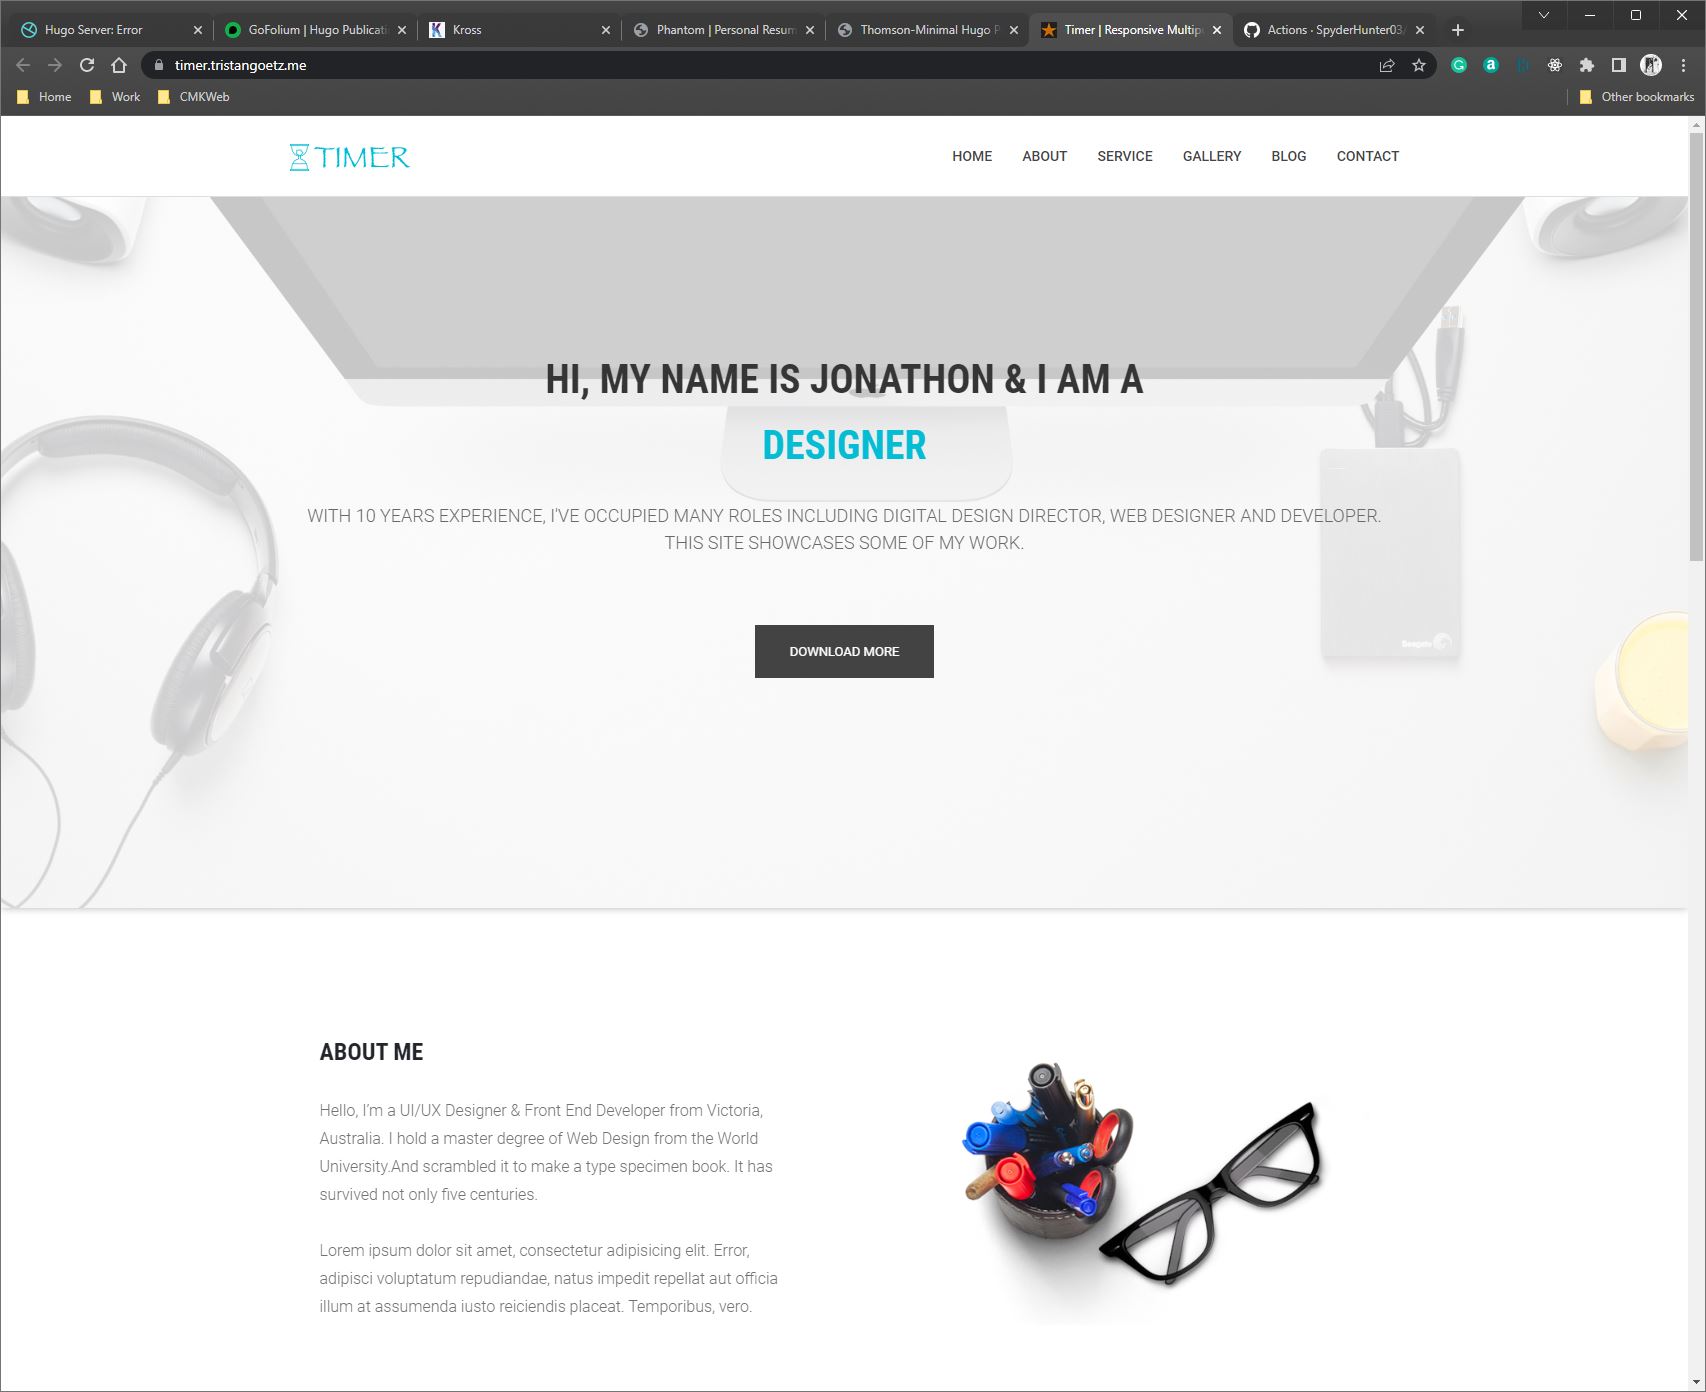 Hugo Server: Error
GoFolium | Hugo Publicati
Kross
Phantom | Personal Resum
Thomson-Minimal Hugo P
Timer | Responsive Multip
Actions · SpyderHunter03/
timer.tristangoetz.me
Home
Work
CMKWeb
Other bookmarks
TIMER
HOME
ABOUT
SERVICE
GALLERY
BLOG
CONTACT
HI, MY NAME IS JONATHON & I AM A
DESIGNER
WITH 10 YEARS EXPERIENCE, I'VE OCCUPIED MANY ROLES INCLUDING DIGITAL DESIGN DIRECTOR, WEB DESIGNER AND DEVELOPER.
THIS SITE SHOWCASES SOME OF MY WORK.
Seagate
DOWNLOAD MORE
ABOUT ME
Hello, I'm a UI/UX Designer & Front End Developer from Victoria,
Australia. I hold a master degree of Web Design from the World
University.And scrambled it to make a type specimen book. It has
survived not only five centuries.
Lorem ipsum dolor sit amet, consectetur adipisicing elit. Error,
adipisci voluptatum repudiandae, natus impedit repellat aut officia
illum at assumenda iusto reiciendis placeat. Temporibus, vero.